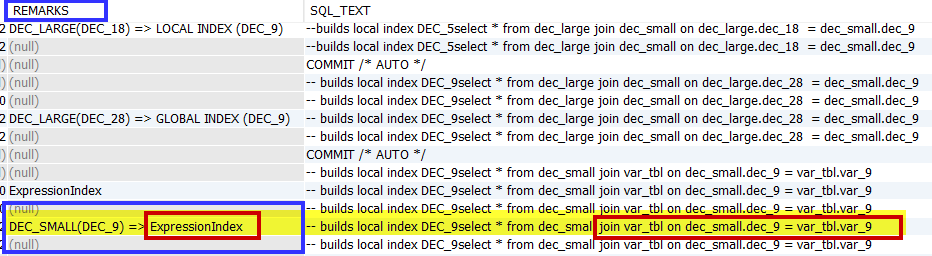 REMARKS SQL_TEXT
2 DEC_LARGE(DEC_18) => LOCAL INDEX (DEC_9) --builds local index DEC_5select * from dec_large join dec_small on dec_large.dec_18 = dec_small.dec_9
2 (null) --builds local index DEC_5select * from dec_large join dec_small on dec_large.dec_18 = dec_small.dec_9
) (null) COMMIT /* AUTO */
) (null) -- builds local index DEC_9select * from dec_large join dec_small on dec_large.dec_28 = dec_small.dec_9
0 (null) -- builds local index DEC_9select * from dec_large join dec_small on dec_large.dec_28 = dec_small.dec_9
2 DEC_LARGE(DEC_28) => GLOBAL INDEX (DEC_9) -- builds local index DEC_9select * from dec_large join dec_small on dec_large.dec_28 = dec_small.dec_9
2 (null) -- builds local index DEC_9select * from dec_large join dec_small on dec_large.dec_28 = dec_small.dec_9
) (null) COMMIT /* AUTO */
) (null) -- builds local index DEC_9select * from dec_small join var_tbl on dec_small.dec_9 = var_tbl.var_9
0 ExpressionIndex -- builds local index DEC_9select * from dec_small join var_tbl on dec_small.dec_9 = var_tbl.var_9
0 (null) -- builds local index DEC_9select * from dec_small join var_tbl on dec_small.dec_9 = var_tbl.var_9
2 DEC_SMALL(DEC_9) => ExpressionIndex -- builds local index DEC_9select * from dec_small join var_tbl on dec_small.dec_9 = var_tbl.var_9
2 (null) -- builds local index DEC_9select * from dec_small join var_tbl on dec_small.dec_9 = var_tbl.var_9